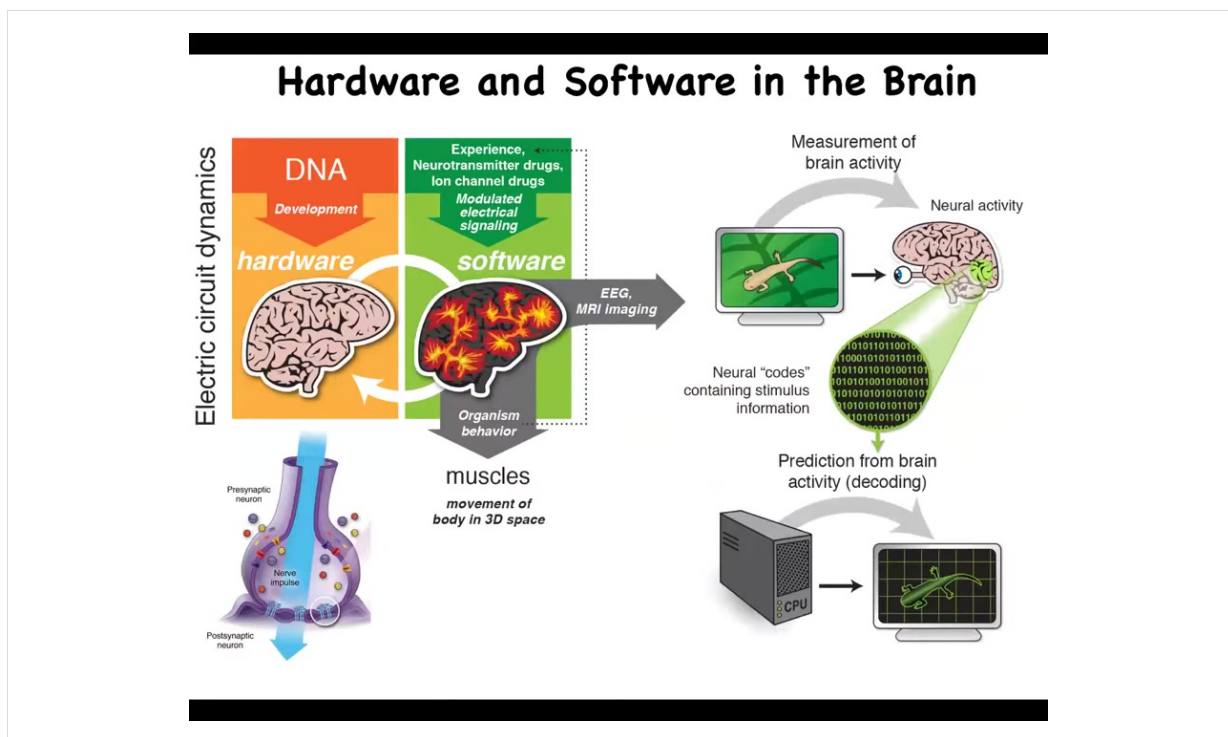 Hardware and Software in the Brain
Electric circuit dynamics
DNA
Development
hardware
Experience,
Neurotransmitter drugs,
Ion channel drugs
Modulated
electrical
signaling
software
EEG,
MRI imaging
Organism
behavior
muscles
movement of
body in 3D space
Presynaptic
neuron
Nerve
impulse
Postsynaptic
neuron
Measurement of
brain activity
Neural activity
Neural “codes”
containing stimulus
information
Prediction from brain
activity (decoding)
CPU